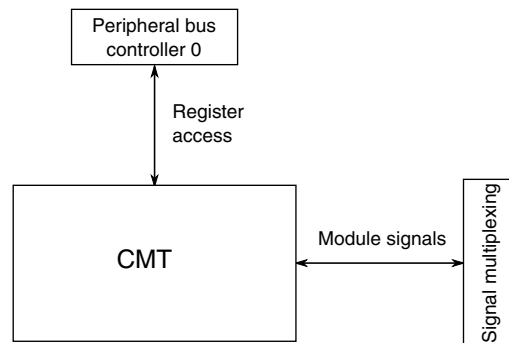 Peripheral bus
controller 0
Register
access
CMT
Module signals
Signal multiplexing